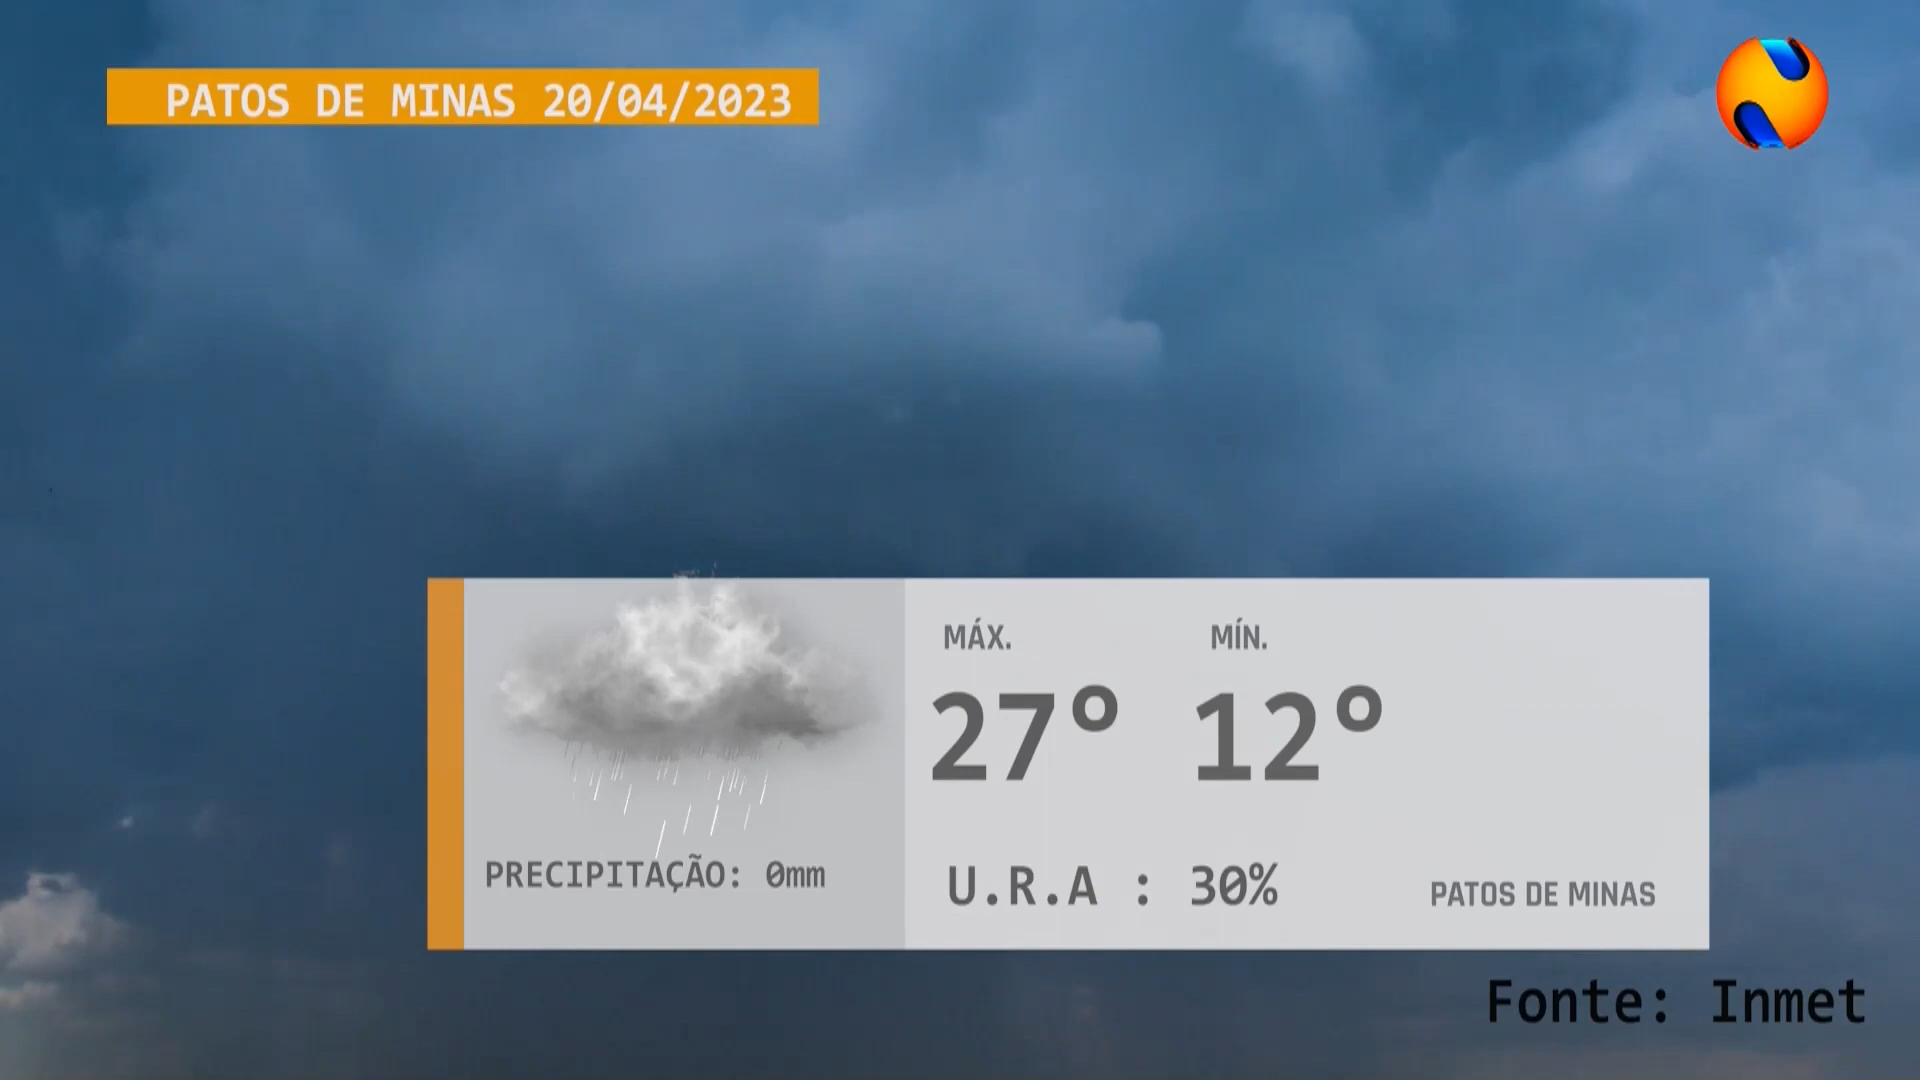 PATOS DE MINAS 20/04/2023
MÁX. MÍN.
27° 12°
PRECIPITAÇÃO: 0mm
U.R.A : 30%
PATOS DE MINAS
Fonte: Inmet